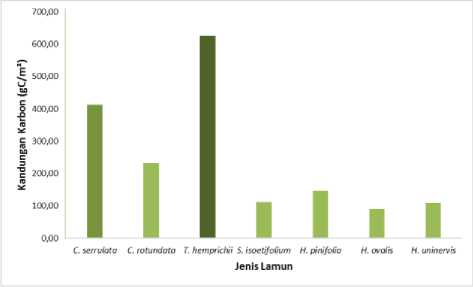 700,00
600,00
500,00
400,00
300,00
200,00
100,00
0,00
Kandungan Karbon (gC/m²)
C. serrulata C. rotundata T. hemprichii S. isoetifolium H. pinifolia H. ovalis H. uninervis
Jenis Lamun